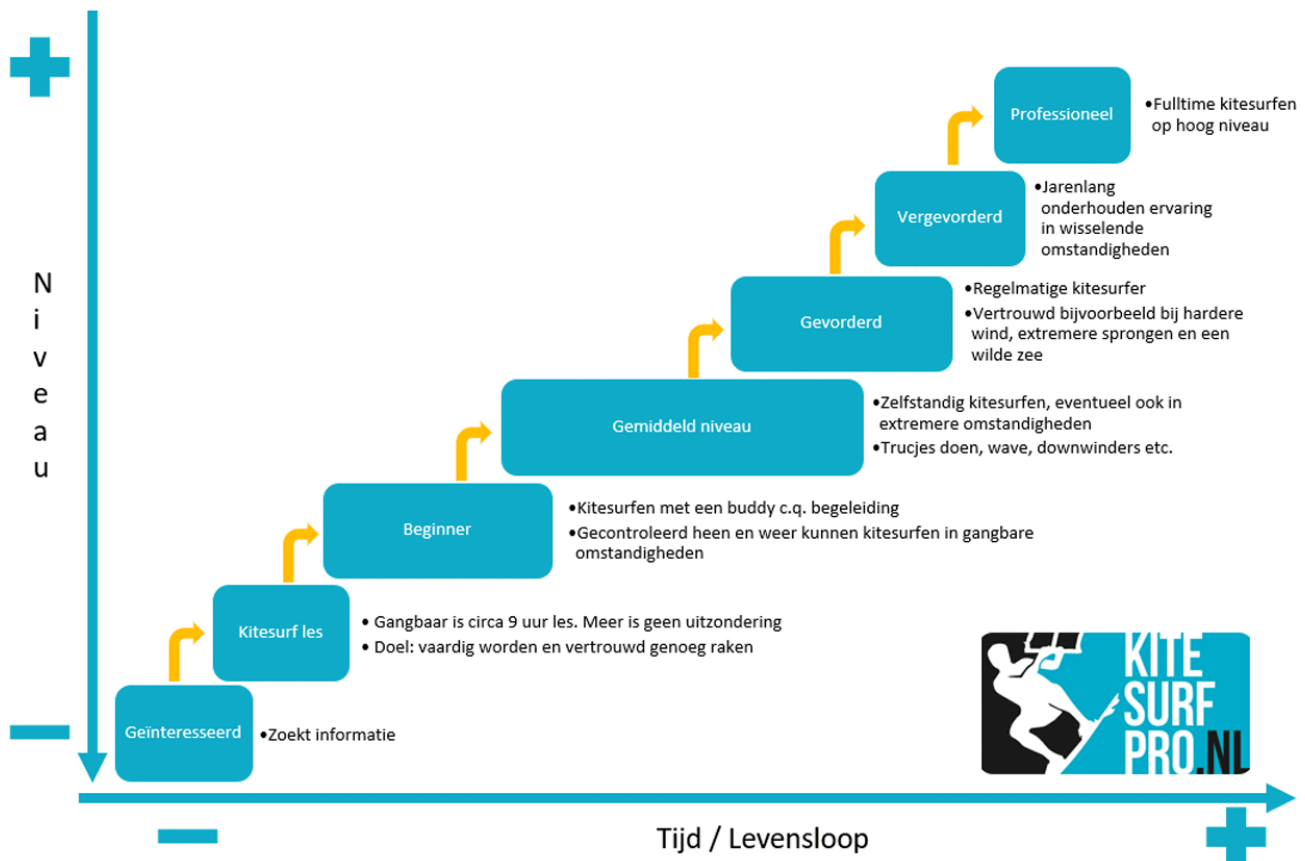 Professioneel
•Fulltime kitesurfen
op hoog niveau
Vergevorderd
•Jarenlang
onderhouden ervaring
in wisselende
omstandigheden
Gevorderd
•Regelmatige kitesurfer
•Vertrouwd bijvoorbeeld bij hardere
wind, extremere sprongen en een
wilde zee
Gemiddeld niveau
•Zelfstandig kitesurfen, eventueel ook in
extremere omstandigheden
•Trucjes doen, wave, downwinders etc.
Beginner
•Kitesurfen met een buddy c.q. begeleiding
•Gecontroleerd heen en weer kunnen kitesurfen in gangbare
omstandigheden
Kitesurf les
• Gangbaar is circa 9 uur les. Meer is geen uitzondering
• Doel: vaardig worden en vertrouwd genoeg raken
Geïnteresseerd
•Zoekt informatie
Niveau
KITE
SURF
PRO.NL
Tijd / Levensloop